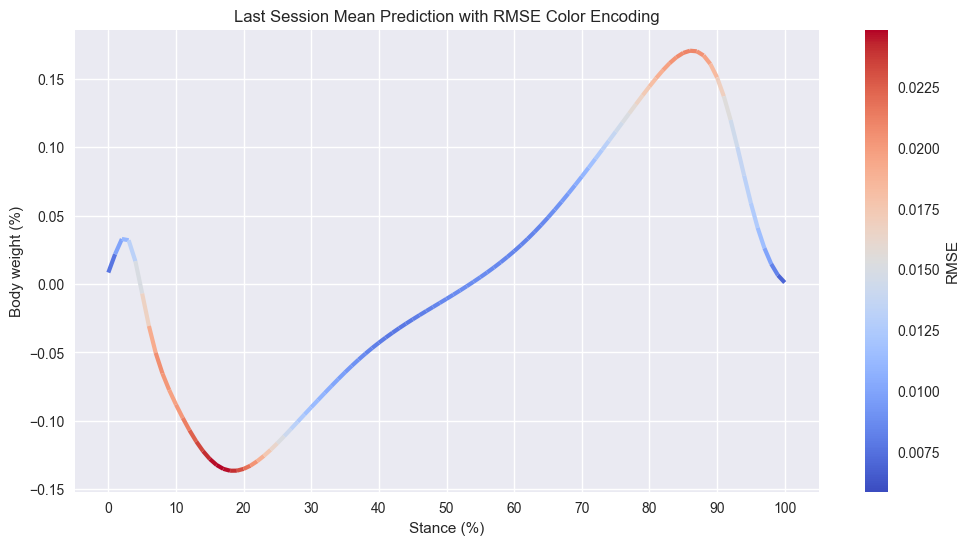 Last Session Mean Prediction with RMSE Color Encoding
Body weight (%)
0.15
0.10
0.05
0.00
−0.05
−0.10
−0.15
0 10 20 30 40 50 60 70 80 90 100
Stance (%)
0.0225
0.0200
0.0175
0.0150
0.0125
0.0100
0.0075
RMSE